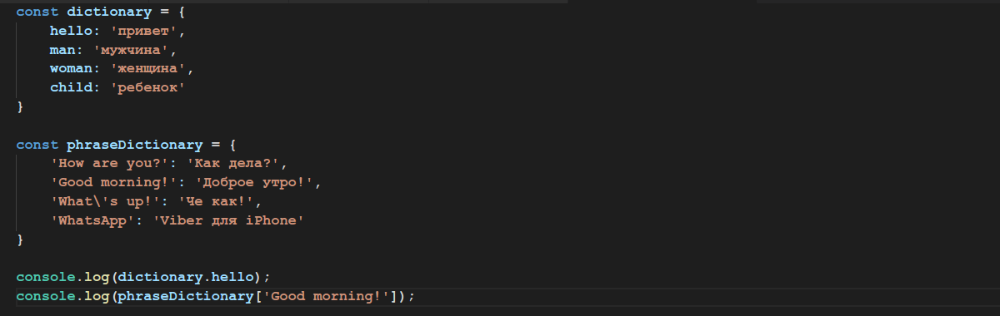 const dictionary = {
    hello: 'привет',
    man: 'мужчина',
    woman: 'женщина',
    child: 'ребенок'
}

const phraseDictionary = {
    'How are you?': 'Как дела?',
    'Good morning!': 'Доброе утро!',
    'What\'s up!': 'Че как!',
    'WhatsApp': 'Viber для iPhone'
}

console.log(dictionary.hello);
console.log(phraseDictionary['Good morning!']);